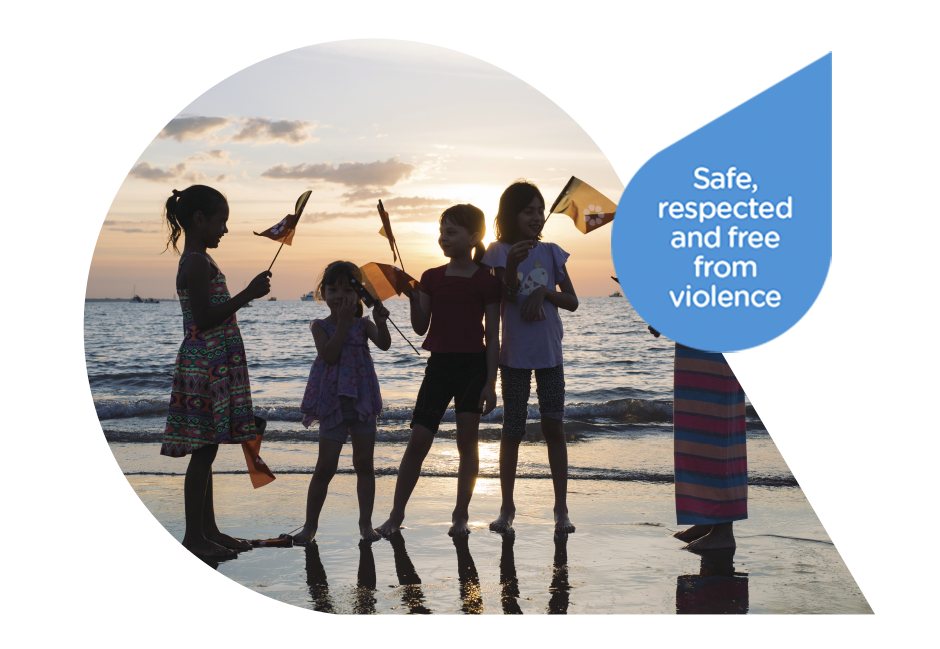 Safe,
respected
and free
from
violence